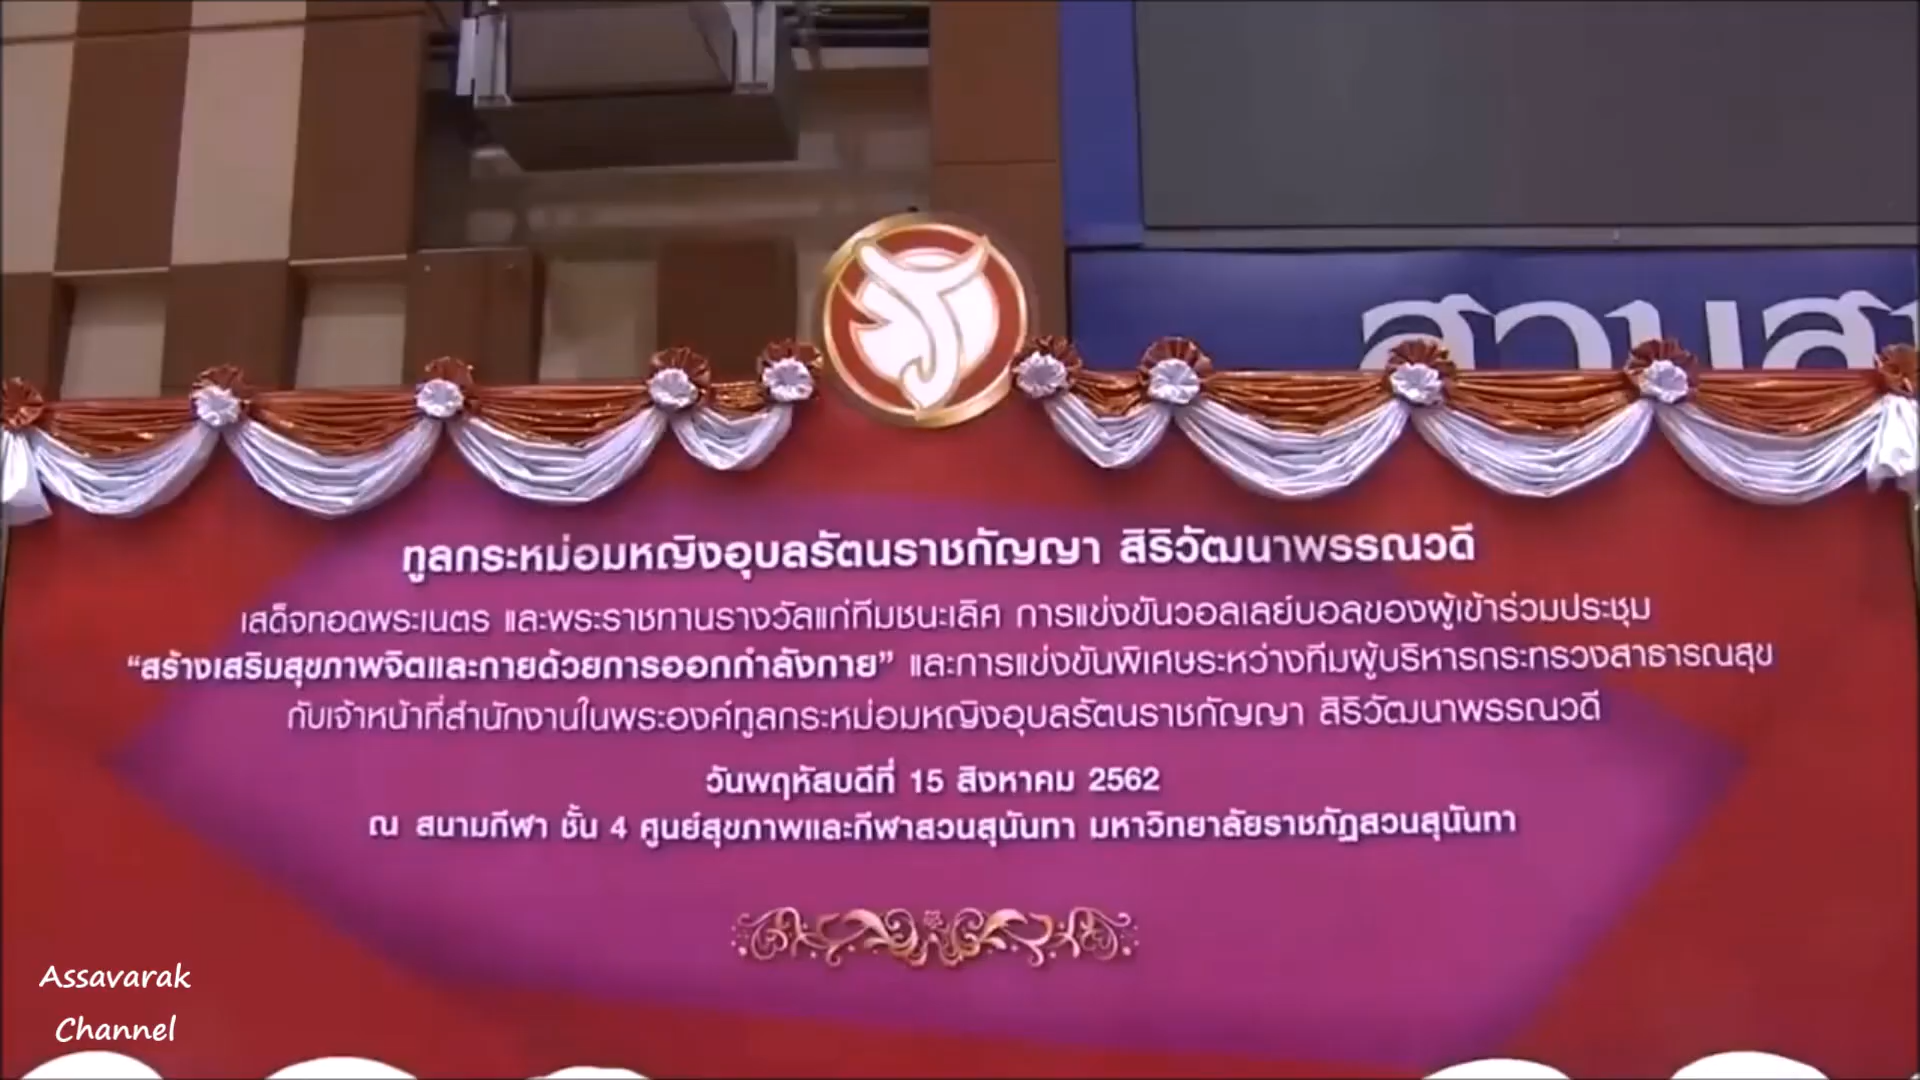 สวนส
ทูลกระหม่อมหญิงอุบลรัตนราชกัญญา สิริวัฒนาพรรณวดี
เสด็จทอดพระเนตร และพระราชทานรางวัลแก่ทีมชนะเลิศ การแข่งขันวอลเลย์บอลของผู้เข้าร่วมประชุม
“สร้างเสริมสุขภาพจิตและกายด้วยการออกกำลังกาย” และการแข่งขันพิเศษระหว่างทีมผู้บริหารกระทรวงสาธารณสุข
กับเจ้าหน้าที่สำนักงานในพระองค์ทูลกระหม่อมหญิงอุบลรัตนราชกัญญา สิริวัฒนาพรรณวดี
วันพฤหัสบดีที่ 15 สิงหาคม 2562
ณ สนามกีฬา ชั้น 4 ศูนย์สุขภาพและกีฬาสวนสุนันทา มหาวิทยาลัยราชภัฏสวนสุนันทา
Assavarak
Channel